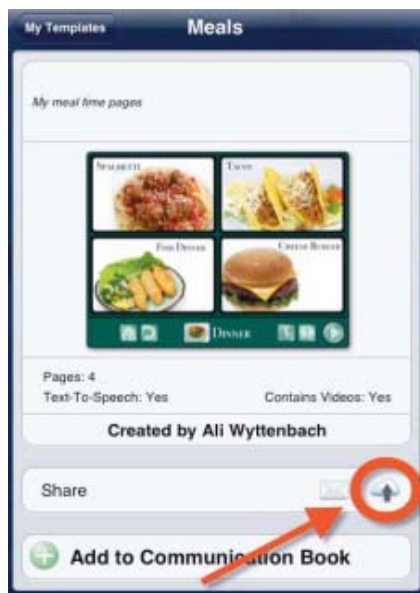 My Templates
Meals
My meal time pages
SPAGHETTI
TACOS
FISH DINNER
CHEESE BURGER
DINNER
Pages: 4
Text-To-Speech: Yes
Contains Videos: Yes
Created by Ali Wyttenbach
Share
Add to Communication Book